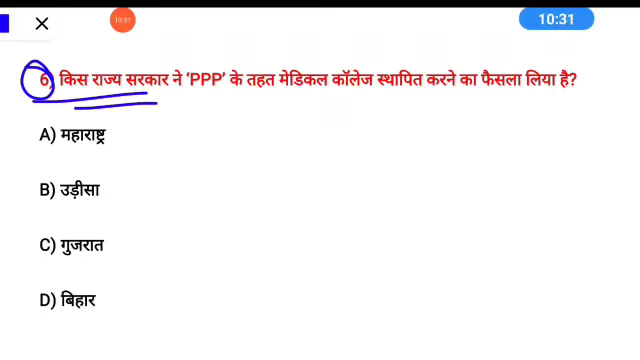 10:31
10:31
6) किस राज्य सरकार ने ‘PPP’ के तहत मेडिकल कॉलेज स्थापित करने का फैसला लिया है?
A) महाराष्ट्र
B) उड़ीसा
C) गुजरात
D) बिहार